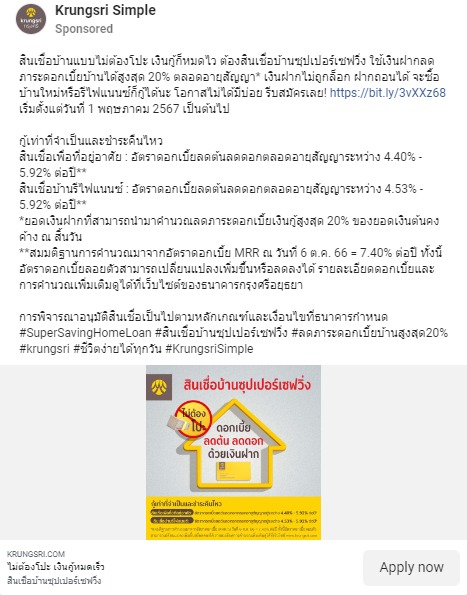 Krungsri Simple
Sponsored
สินเชื่อบ้านแบบไม่ต้องโปะ เงินกู้ก็หมดไว ต้องสินเชื่อบ้านซุปเปอร์เซฟวิ่ง ใช้เงินฝากลด
ภาระดอกเบี้ยบ้านได้สูงสุด 20% ตลอดอายุสัญญา* เงินฝากไม่ถูกล็อก ฝากถอนได้ จะซื้อ
บ้านใหม่หรือรีไฟแนนซ์ก็กู้ได้นะ โอกาสไม่ได้มีบ่อย รีบสมัครเลย! https://bit.ly/3vXXz68
เริ่มตั้งแต่วันที่ 1 พฤษภาคม 2567 เป็นต้นไป
กู้เท่าที่จำเป็นและชำระคืนไหว
สินเชื่อเพื่อที่อยู่อาศัย : อัตราดอกเบี้ยลดต้นลดดอกตลอดอายุสัญญาระหว่าง 4.40% -
5.92% ต่อปี**
สินเชื่อบ้านรีไฟแนนซ์ : อัตราดอกเบี้ยลดต้นลดดอกตลอดอายุสัญญาระหว่าง 4.53% -
5.92% ต่อปี**
*ยอดเงินฝากที่สามารถนำมาคำนวณลดภาระดอกเบี้ยเงินกู้สูงสุด 20% ของยอดเงินต้นคง
ค้าง ณ สิ้นวัน
**สมมติฐานการคำนวณมาจากอัตราดอกเบี้ย MRR ณ วันที่ 6 ต.ค. 66 = 7.40% ต่อปี ทั้งนี้
อัตราดอกเบี้ยลอยตัวสามารถเปลี่ยนแปลงเพิ่มขึ้นหรือลดลงได้ รายละเอียดดอกเบี้ยและ
การคำนวณเพิ่มเติมดูได้ที่เว็บไซต์ของธนาคารกรุงศรีอยุธยา
การพิจารณาอนุมัติสินเชื่อเป็นไปตามหลักเกณฑ์และเงื่อนไขที่ธนาคารกำหนด
#SuperSavingHomeLoan #สินเชื่อบ้านซุปเปอร์เซฟวิ่ง #ลดภาระดอกเบี้ยบ้านสูงสุด20%
#krungsri #ชีวิตง่ายได้ทุกวัน #KrungsriSimple
สินเชื่อบ้านซุปเปอร์เซฟวิ่ง
ไม่ต้อง
โปะ
ดอกเบี้ย
ลดต้น ลดดอก
ด้วยเงินฝาก
กู้เท่าที่จำเป็นและชำระคืนไหว
KRUNGSRI.COM
ไม่ต้องโปะ เงินกู้หมดเร็ว
สินเชื่อบ้านซุปเปอร์เซฟวิ่ง
Apply now